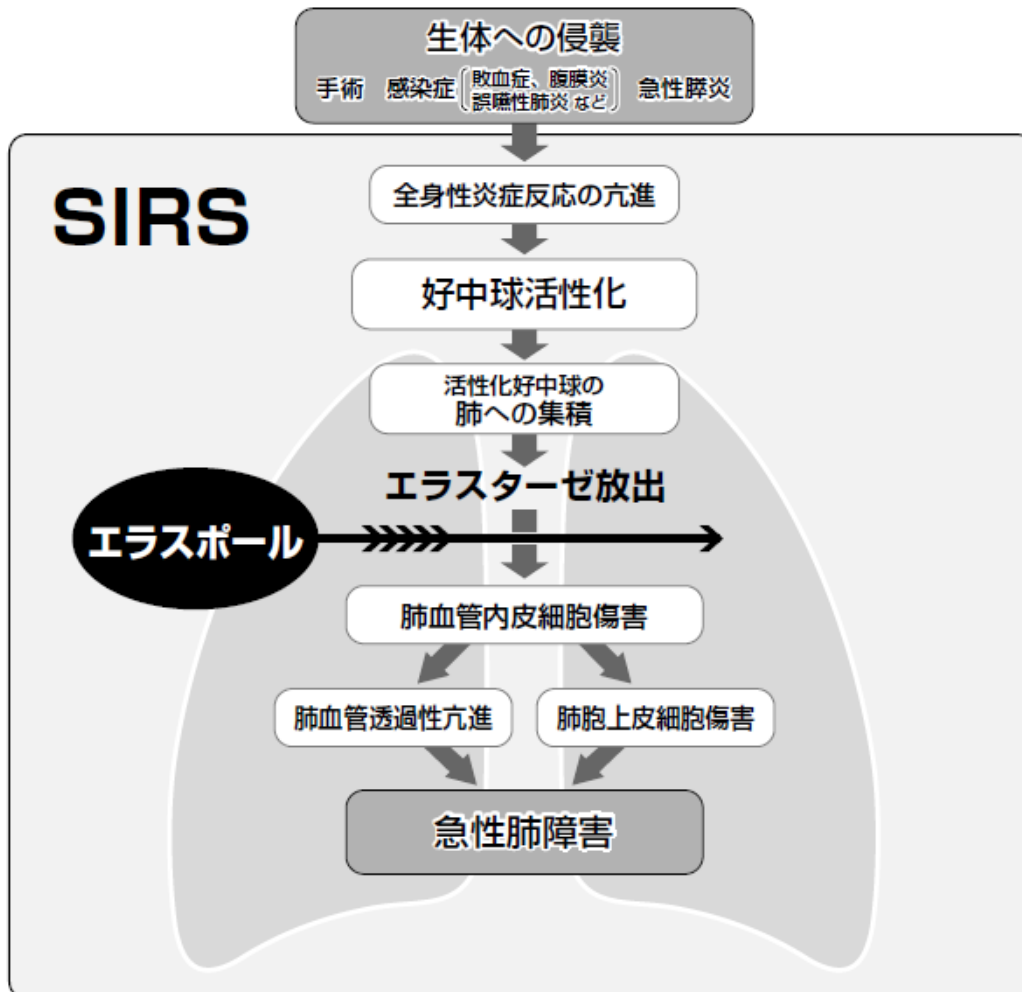 生体への侵襲
手術 感染症(敗血症、腹膜炎 誤嚥性肺炎 など) 急性膵炎
SIRS
全身性炎症反応の亢進
好中球活性化
活性化好中球の
肺への集積
エラスターゼ放出
エラスポール
肺血管内皮細胞傷害
肺血管透過性亢進 肺胞上皮細胞傷害
急性肺障害